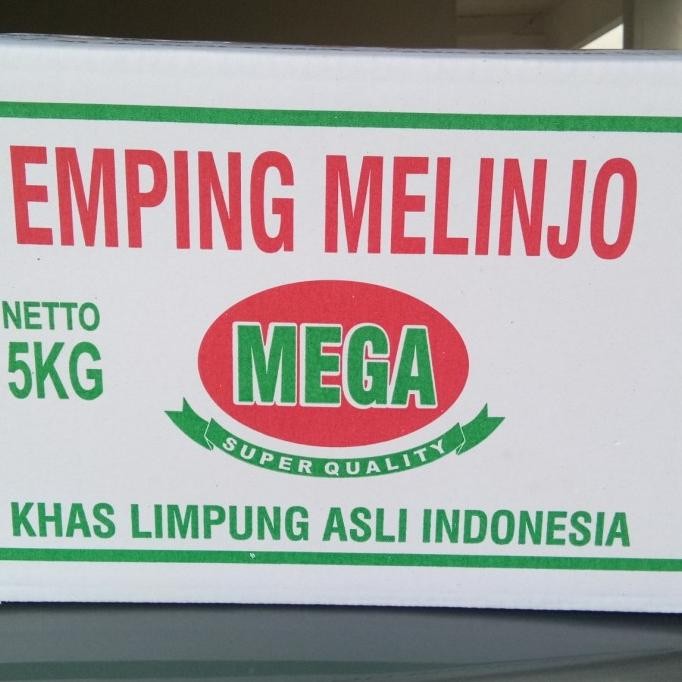 EMPING MELINJO
NETTO
5KG
MEGA
SUPER QUALITY
KHAS LIMPUNG ASLI INDONESIA